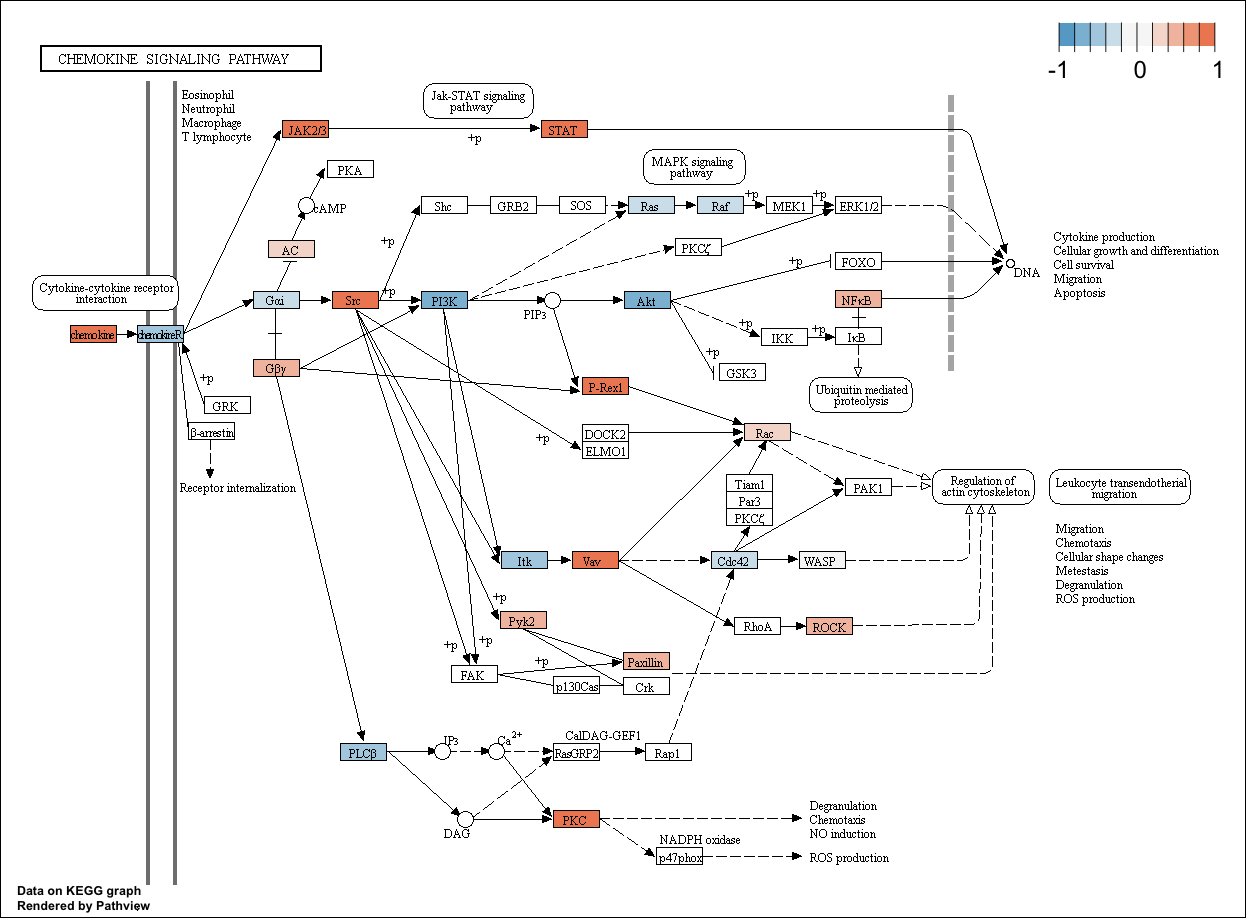 -1 0 1
CHEMOKINE SIGNALING PATHWAY
Eosinophil
Neutrophil
Macrophage
T lymphocyte
Jak-STAT signaling
pathway
JAK2/3
+p
STAT
MAPK signaling
pathway
PKA
cAMP
AC
Shc
GRB2
SOS
Ras
Raf
+p
MEK1
+p
ERK1/2
+p
PKCζ
+p
FOXO
DNA
Cytokine production
Cellular growth and differentiation
Cell survival
Migration
Apoptosis
Cytokine-cytokine receptor
interaction
chemokine
chemokineR
Gαi
Src
+p
PI3K
PIP3
Akt
NFκB
+p
IKK
+p
IκB
+p
GSK3
Ubiquitin mediated
proteolysis
Gβγ
+p
GRK
β-arrestin
Receptor internalization
P-Rex1
+p
DOCK2
ELMO1
Rac
Tiam1
Par3
PKCζ
PAK1
Regulation of
actin cytoskeleton
Leukocyte transendotherial
migration
Migration
Chemotaxis
Cellular shape changes
Metestasis
Degranulation
ROS production
Itk
Vav
Cdc42
WASP
+p
Pyk2
RhoA
ROCK
+p
+p
FAK
+p
Paxillin
p130Cas
Crk
PLCβ
IP3
Ca2+
CalDAG-GEF1
RasGRP2
Rap1
DAG
PKC
Degranulation
Chemotaxis
NO induction
NADPH oxidase
p47phox
ROS production
Data on KEGG graph
Rendered by Pathview